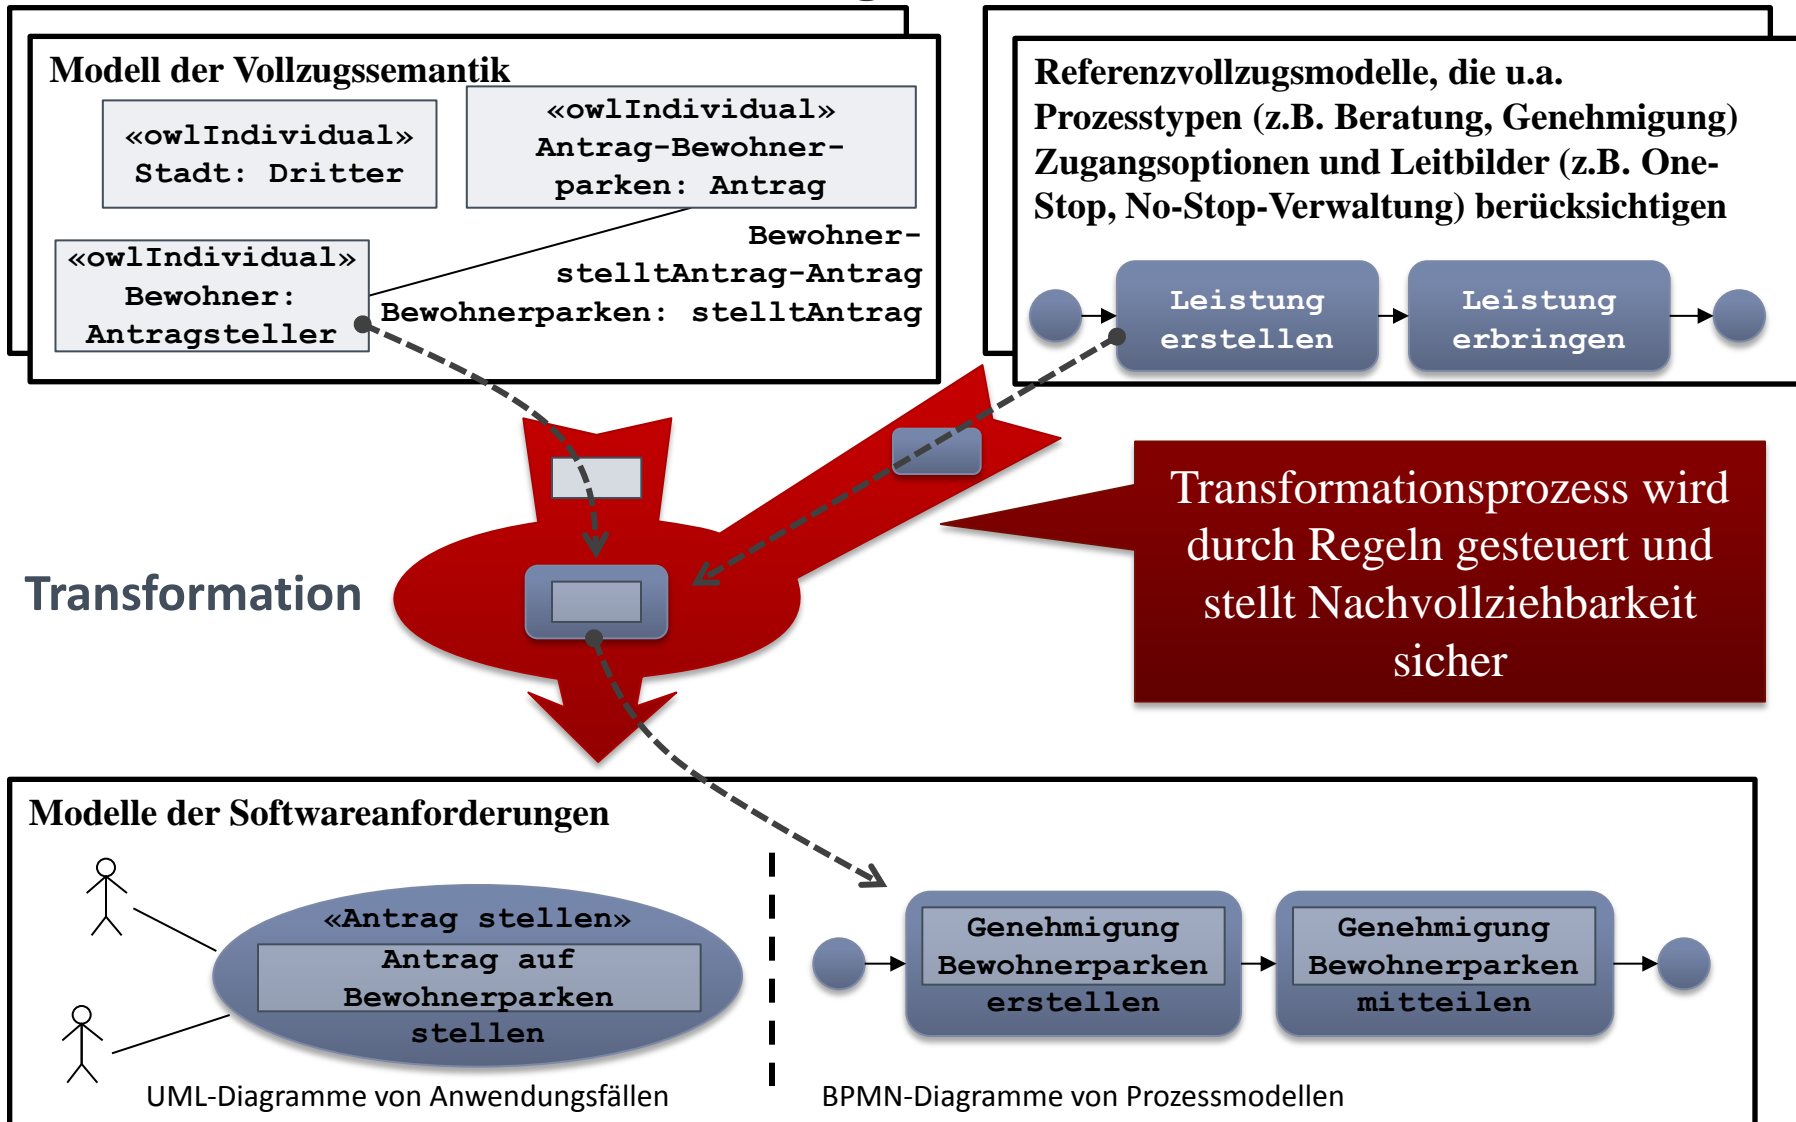 Modell der Vollzugssemantik
«owlIndividual»
Stadt: Dritter
«owlIndividual»
Antrag-Bewohner-
parken: Antrag
«owlIndividual»
Bewohner:
Antragsteller
Bewohner-
stelltAntrag-Antrag
Bewohnerparken: stelltAntrag
Referenzvollzugsmodelle, die u.a.
Prozesstypen (z.B. Beratung, Genehmigung)
Zugangsoptionen und Leitbilder (z.B. One-
Stop, No-Stop-Verwaltung) berücksichtigen
Leistung
erstellen
Leistung
erbringen
Transformation
Transformationsprozess wird
durch Regeln gesteuert und
stellt Nachvollziehbarkeit
sicher
Modelle der Softwareanforderungen
«Antrag stellen»
Antrag auf
Bewohnerparken
stellen
UML-Diagramme von Anwendungsfällen
Genehmigung
Bewohnerparken
erstellen
Genehmigung
Bewohnerparken
mitteilen
BPMN-Diagramme von Prozessmodellen